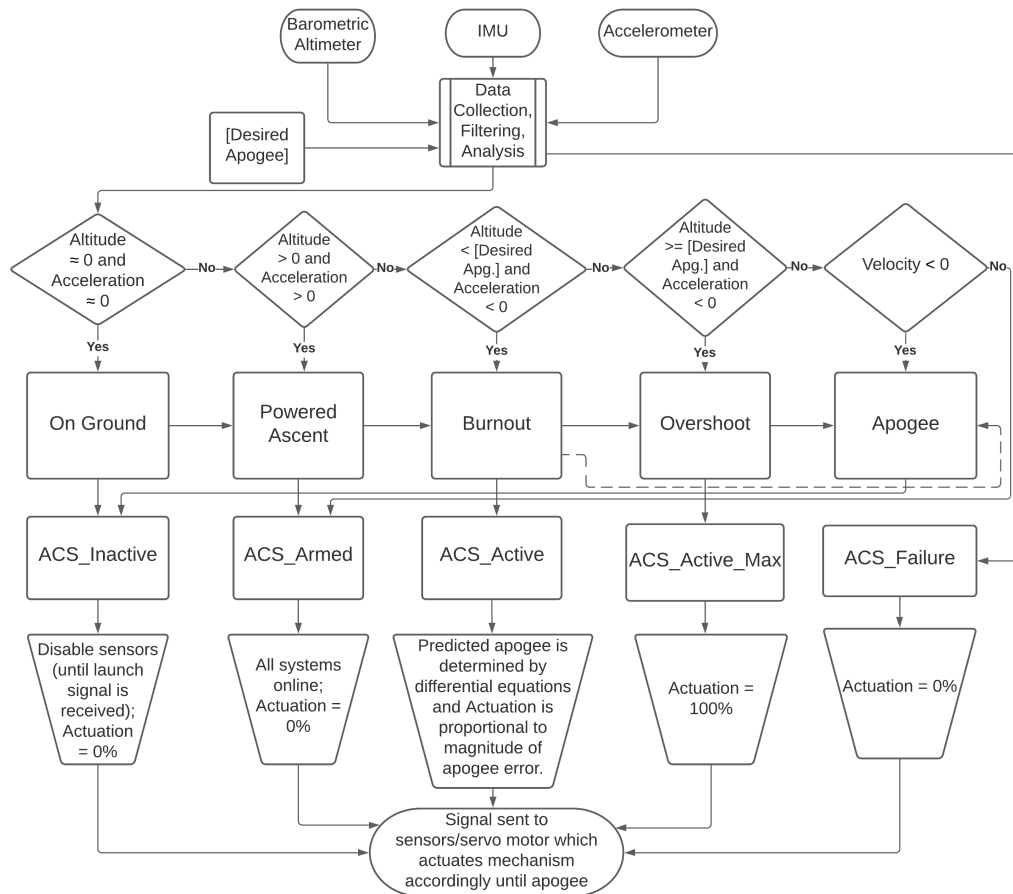 Barometric
Altimeter
IMU
Accelerometer
Data
Collection,
Filtering,
Analysis
[Desired
Apogee]
Altitude
≈ 0 and
Acceleration
≈ 0
No
Altitude
> 0 and
Acceleration
> 0
No
Altitude
< [Desired
Apg.] and
Acceleration
< 0
No
Altitude
>= [Desired
Apg.] and
Acceleration
< 0
No
Velocity < 0
No
Yes
Yes
Yes
Yes
Yes
On Ground
Powered
Ascent
Burnout
Overshoot
Apogee
ACS_Inactive
ACS_Armed
ACS_Active
ACS_Active_Max
ACS_Failure
Disable sensors
(until launch
signal is
received);
Actuation
= 0%
All systems
online;
Actuation =
0%
Predicted apogee is
determined by
differential equations
and Actuation is
proportional to
magnitude of
apogee error.
Actuation =
100%
Actuation = 0%
Signal sent to
sensors/servo motor which
actuates mechanism
accordingly until apogee